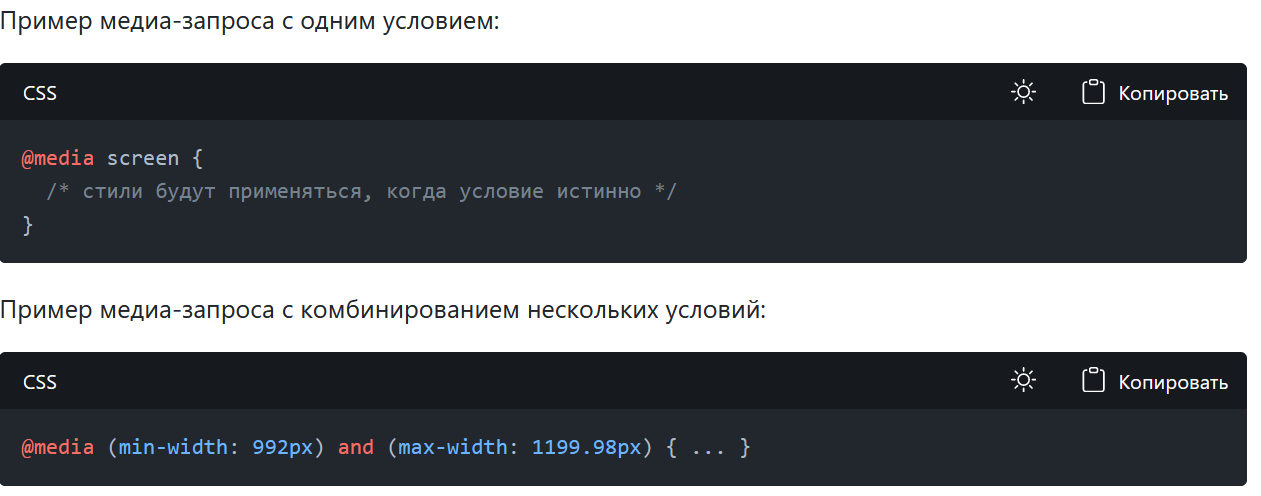 Пример медиа-запроса с одним условием:
CSS
Копировать
@media screen {
/* стили будут применяться, когда условие истинно */
}
Пример медиа-запроса с комбинированием нескольких условий:
CSS
Копировать
@media (min-width: 992px) and (max-width: 1199.98px) { ... }